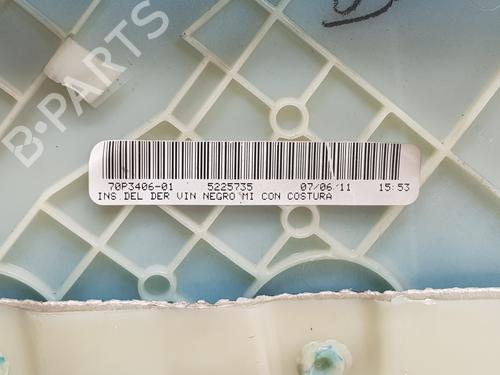 B-PARTS
70P3406-01 5225735 07/06/11 15:53
INS DEL DER VIN NEGRO MI CON COSTURA